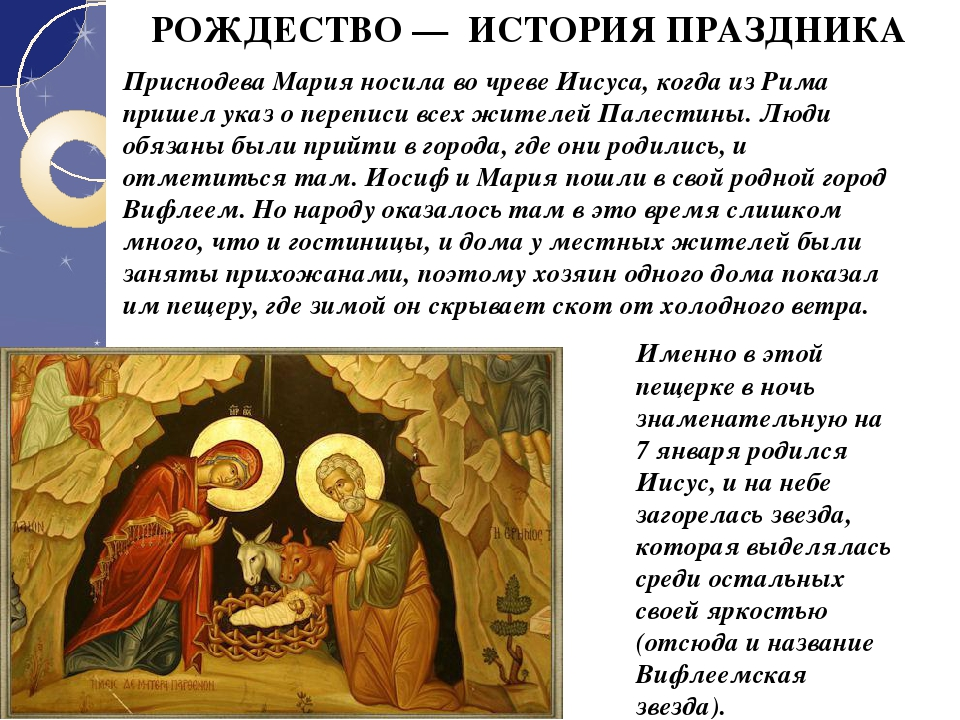 РОЖДЕСТВО — ИСТОРИЯ ПРАЗДНИКА
Приснодева Мария носила во чреве Иисуса, когда из Рима
пришел указ о переписи всех жителей Палестины. Люди
обязаны были прийти в города, где они родились, и
отметиться там. Иосиф и Мария пошли в свой родной город
Вифлеем. Но народу оказалось там в это время слишком
много, что и гостиницы, и дома у местных жителей были
заняты прихожанами, поэтому хозяин одного дома показал
им пещеру, где зимой он скрывает скот от холодного ветра.
Именно в этой
пещерке в ночь
знаменательную на
7 января родился
Иисус, и на небе
загорелась звезда,
которая выделялась
среди остальных
своей яркостью
(отсюда и название
Вифлеемская
звезда).